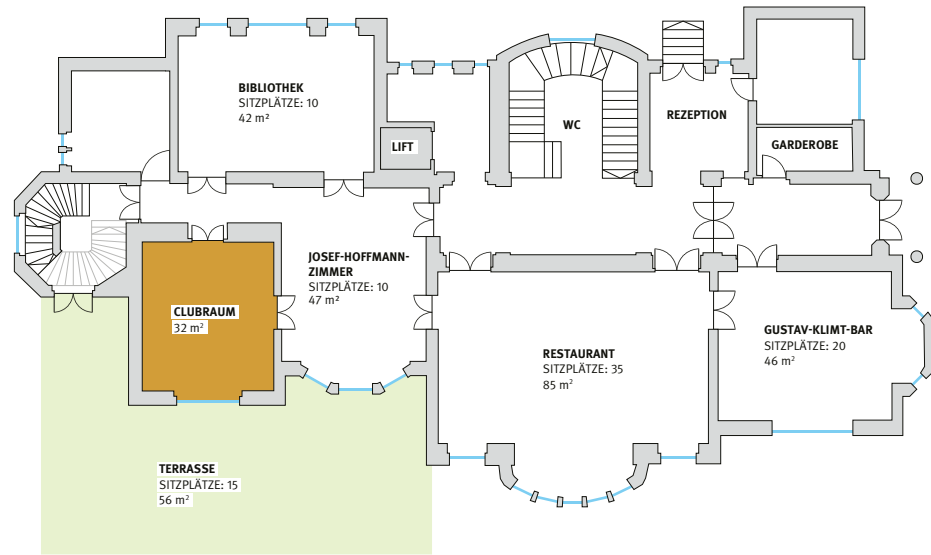 BIBLIOTHEK
SITZPLÄTZE: 10
42 m²
LIFT
WC
REZEPTION
GARDEROBE
JOSEF-HOFFMANN-
ZIMMER
SITZPLÄTZE: 10
47 m²
CLUBRAUM
32 m²
RESTAURANT
SITZPLÄTZE: 35
85 m²
GUSTAV-KLIMT-BAR
SITZPLÄTZE: 20
46 m²
TERRASSE
SITZPLÄTZE: 15
56 m²